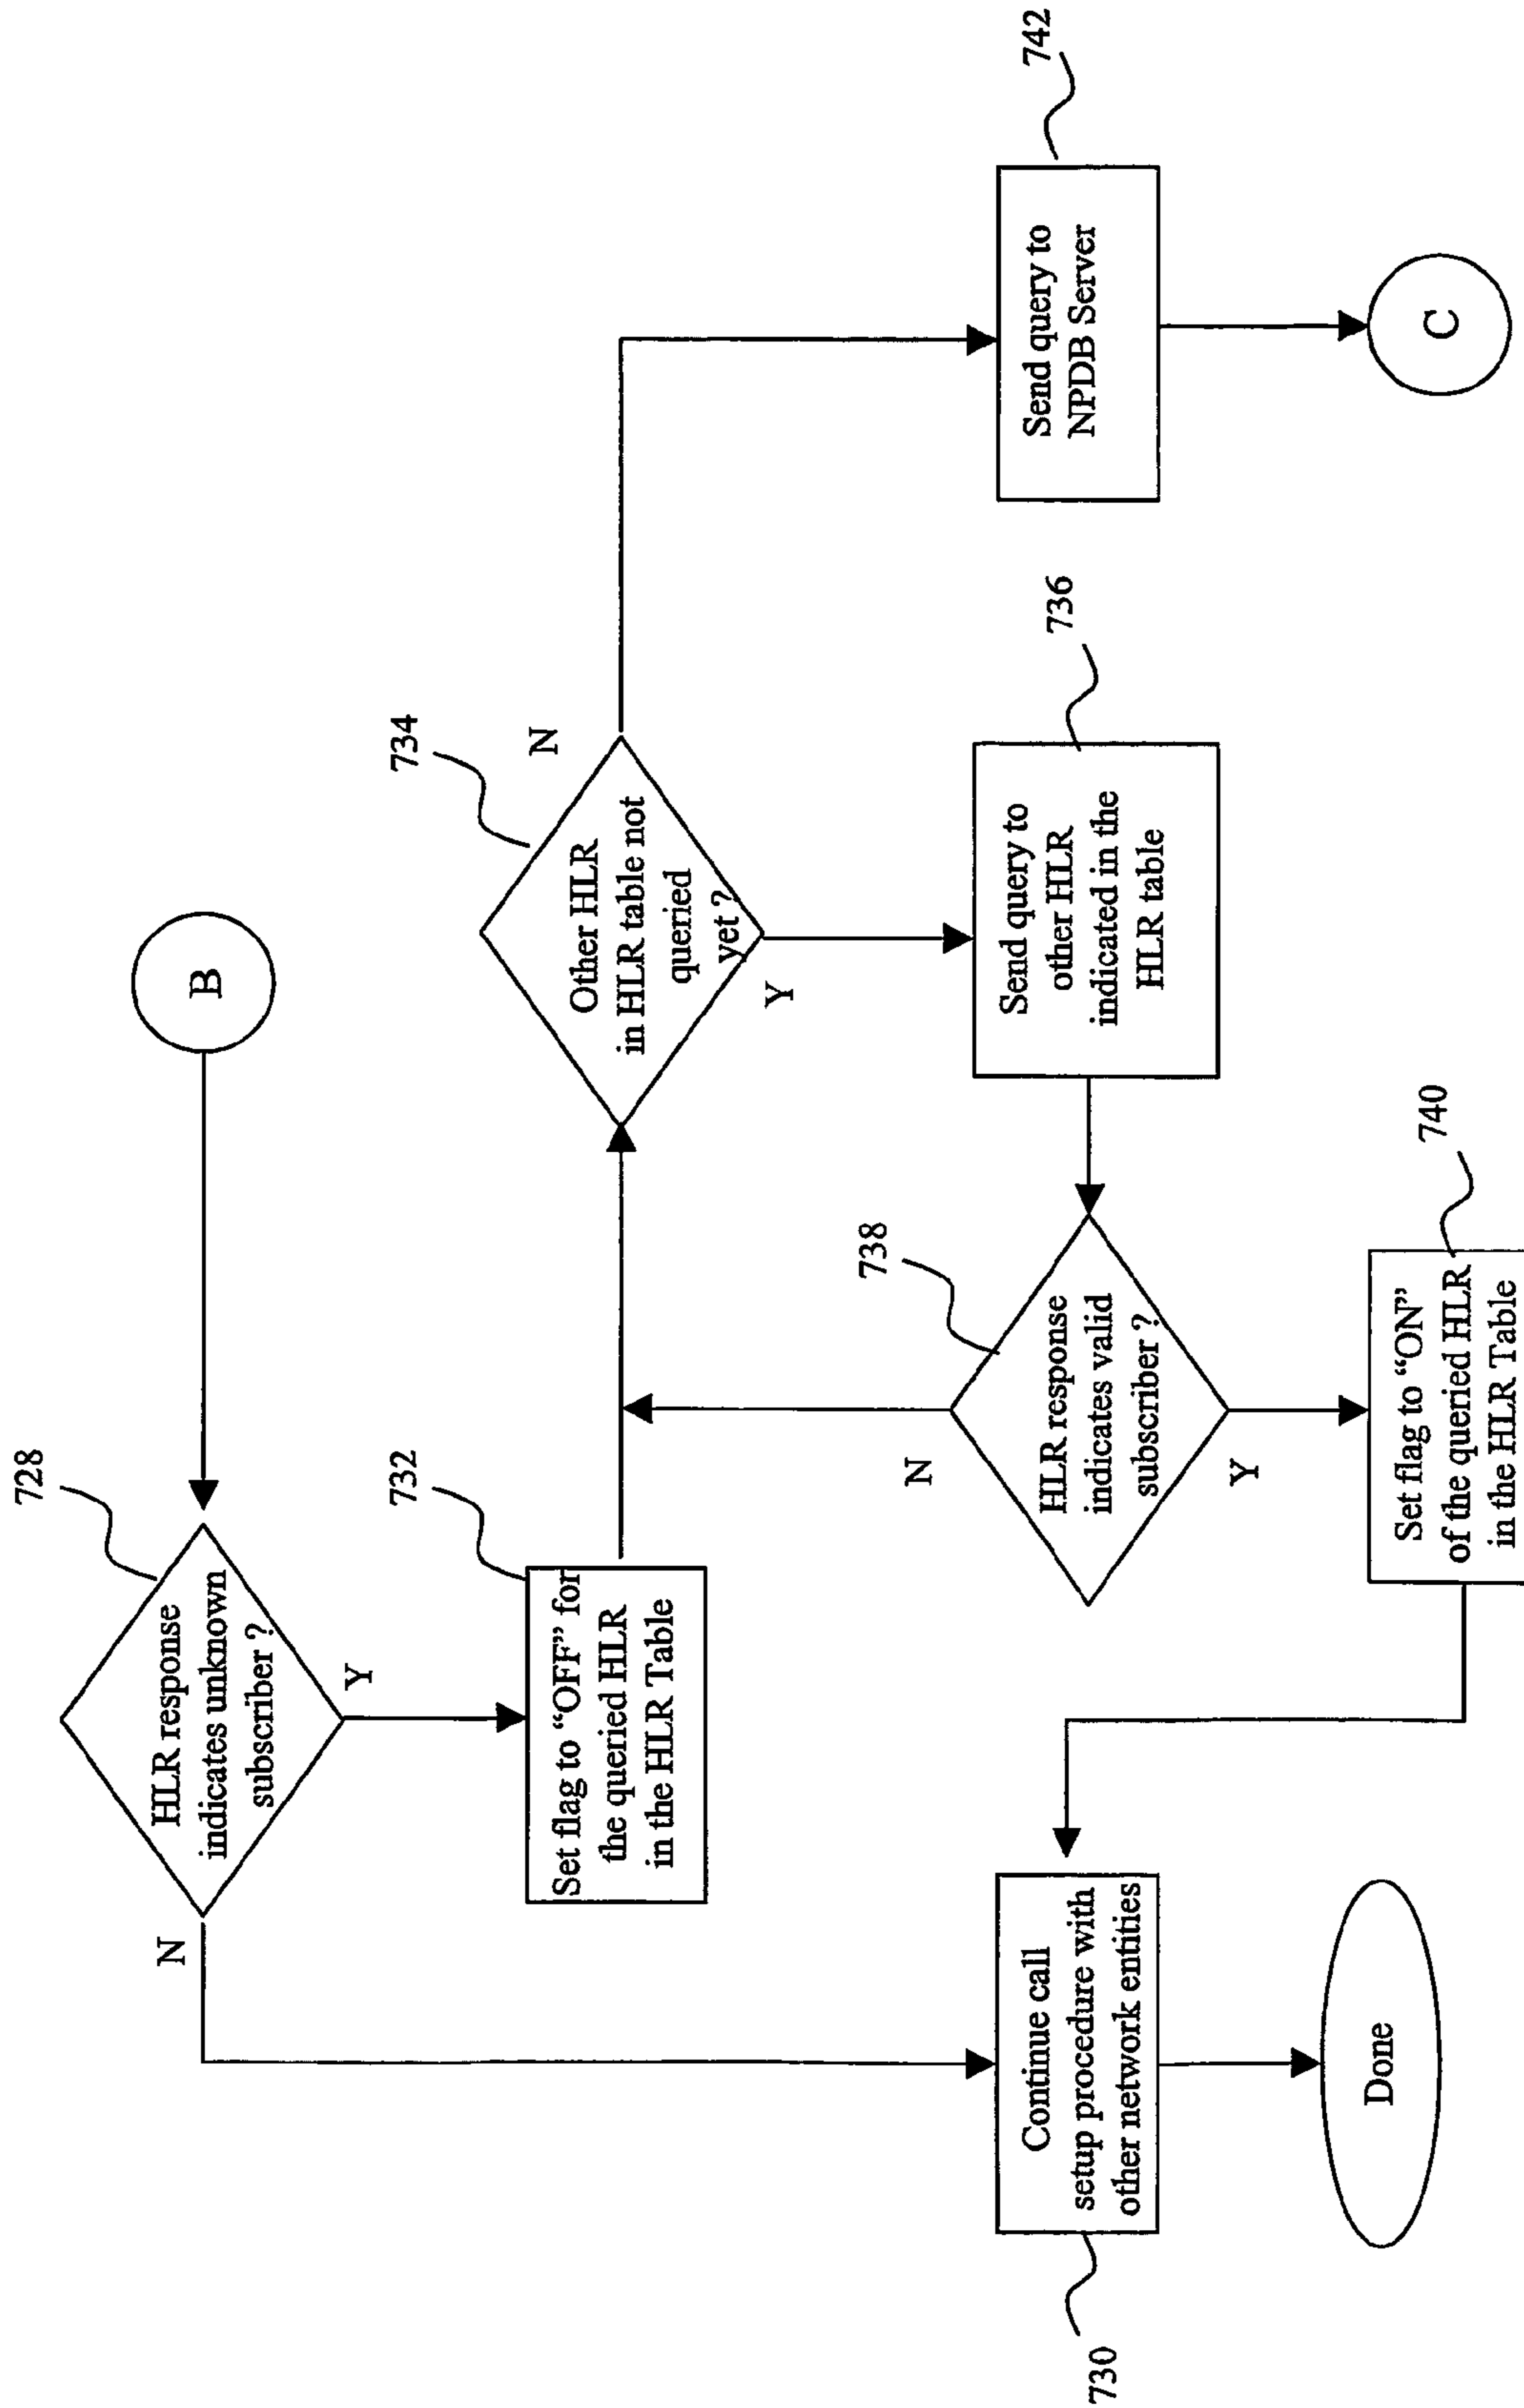 B
728
HLR response
indicates unknown
subscriber ?
N
Y
732
Set flag to “OFF” for
the queried HLR
in the HLR Table
734
Other HLR
in HLR table not
queried
yet ?
N
Y
736
Send query to
other HLR
indicated in the
HLR table
738
HLR response
indicates valid
subscriber ?
N
Y
740
Set flag to “ON”
of the queried HLR
in the HLR Table
742
Send query to
NPDB Server
C
730
Continue call
setup procedure with
other network entities
Done